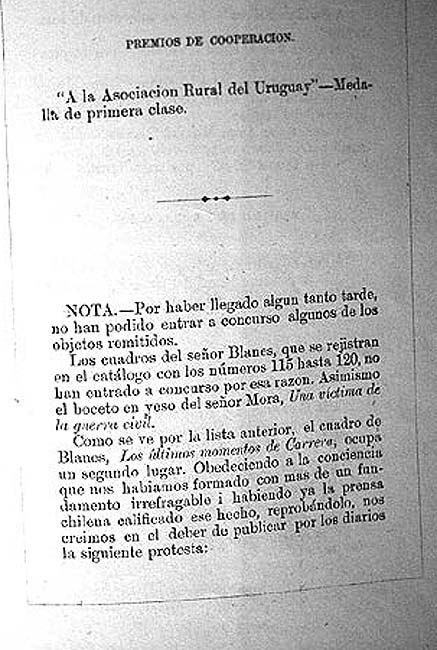 PREMIOS DE COOPERACION.
"A la Asociacion Rural del Uruguay"—Meda-
lla de primera clase.
NOTA.—Por haber llegado algun tanto tarde,
no han podido entrar a concurso algunos de los
objetos remitidos.
Los cuadros del señor Blanes, que se rejistran
en el catálogo con los números 115 hasta 120, no
han entrado a concurso por esa razon. Asimismo
el boceto en yeso del señor Mora, Una víctima de
la guerra civil.
Como se ve por la lista anterior, el cuadro de
Blanes, Los últimos momentos de Carrera, ocupa
un segundo lugar. Obedeciendo a la conciencia
que nos habiamos formado con mas de un fun-
damento irrefragable i habiendo ya la prensa
chilena calificado ese hecho, reprobándolo, nos
creimos en el deber de publicar por los diarios
la siguiente protesta: